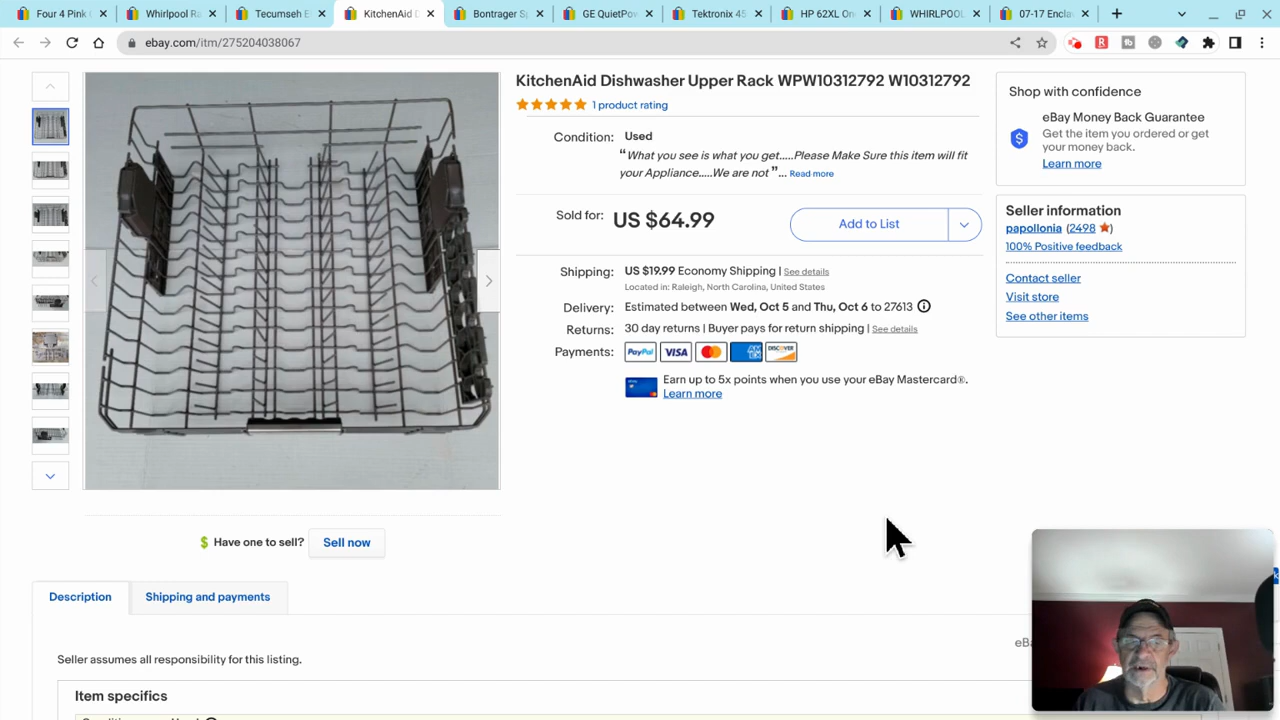 Four 4 Pink (
Whirlpool Ra
Tecumseh E
KitchenAid D
Bontrager Sp
GE QuietPow
Tektronix 45
HP 62XL On
WHIRLPOOL
07-17 Encla
ebay.com/itm/275204038067
KitchenAid Dishwasher Upper Rack WPW10312792 W10312792
1 product rating
Condition: Used
“What you see is what you get.....Please Make Sure this item will fit
your Appliance.....We are not ”... Read more
Sold for: US $64.99
Add to List
Shipping: US $19.99 Economy Shipping | See details
Located in: Raleigh, North Carolina, United States
Delivery: Estimated between Wed, Oct 5 and Thu, Oct 6 to 27613
Returns: 30 day returns | Buyer pays for return shipping | See details
Payments: PayPal VISA DISCOVER
Earn up to 5x points when you use your eBay Mastercard®.
Learn more
Shop with confidence
eBay Money Back Guarantee
Get the item you ordered or get
your money back.
Learn more
Seller information
papollonia (2498)
100% Positive feedback
Contact seller
Visit store
See other items
$ Have one to sell? Sell now
Description
Shipping and payments
eBa
Seller assumes all responsibility for this listing.
Item specifics